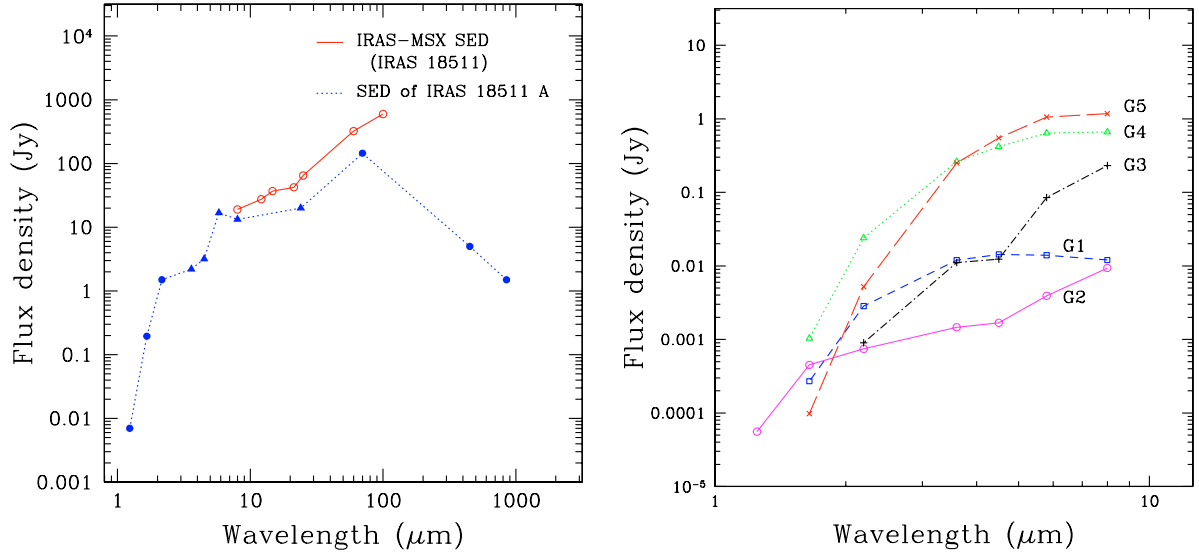 10⁴
1000
100
10
1
0.1
0.01
0.001
1
10
100
1000
Flux density (Jy)
Wavelength (μm)
IRAS−MSX SED
(IRAS 18511)
SED of IRAS 18511 A
10
1
0.1
0.01
0.001
0.0001
10⁻⁵
1
10
Flux density (Jy)
Wavelength (μm)
G5
G4
G3
G1
G2